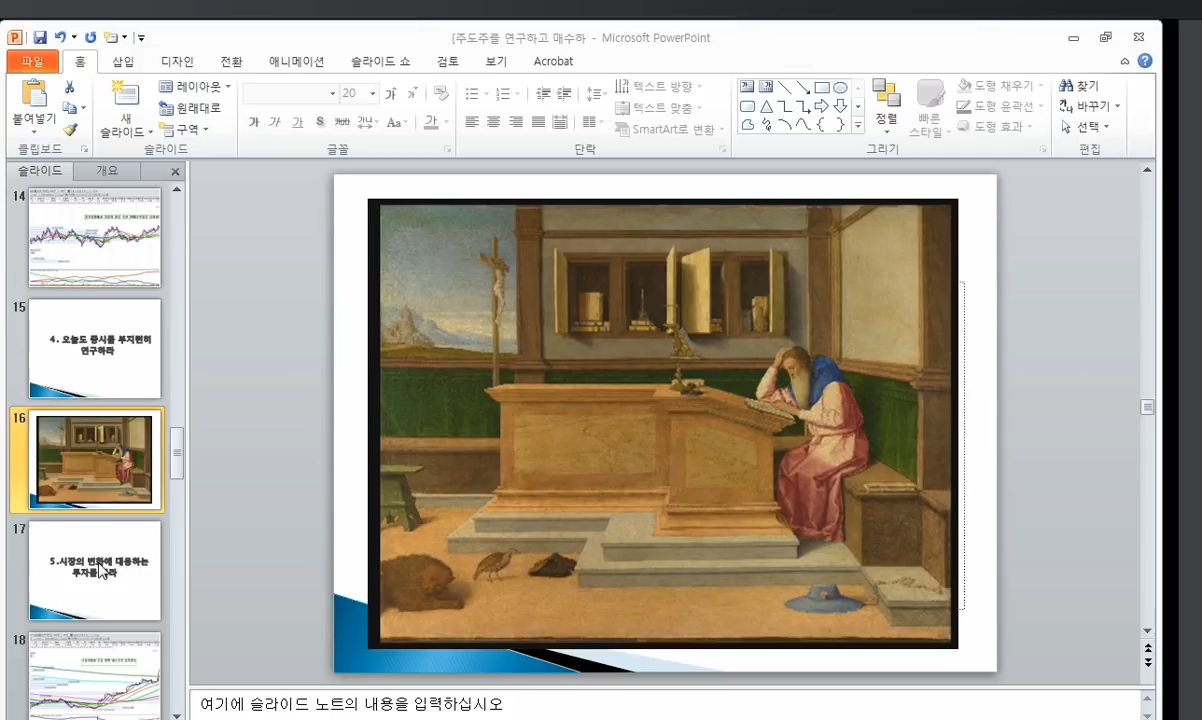 [주도주를 연구하고 매수하 - Microsoft PowerPoint
파일 홈 삽입 디자인 전환 애니메이션 슬라이드 쇼 검토 보기 Acrobat
붙여넣기
클립보드
새
슬라이드
레이아웃
원래대로
구역
슬라이드
20
가 가 가 S 가나 Aa 가
글꼴
텍스트 방향
텍스트 맞춤
SmartArt로 변환
단락
정렬
빠른
스타일
도형 채우기
도형 윤곽선
도형 효과
그리기
찾기
바꾸기
선택
편집
슬라이드 개요
14
15
4. 오늘도 증시를 부지런히
연구하라
16
17
5.시장의 변화에 대응하는
18
여기에 슬라이드 노트의 내용을 입력하십시오